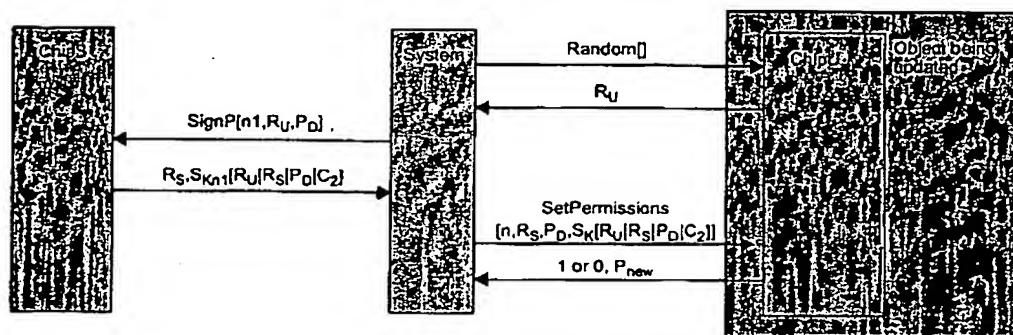 ChipS
System
Random[]
ChipU
Object being
updated
R_U
SignP[n1,R_U,P_D]
R_S,S_Kn1[R_U|R_S|P_D|C_2]
SetPermissions
[n,R_S,P_D,S_K[R_U|R_S|P_D|C_2]]
1 or 0, P_new